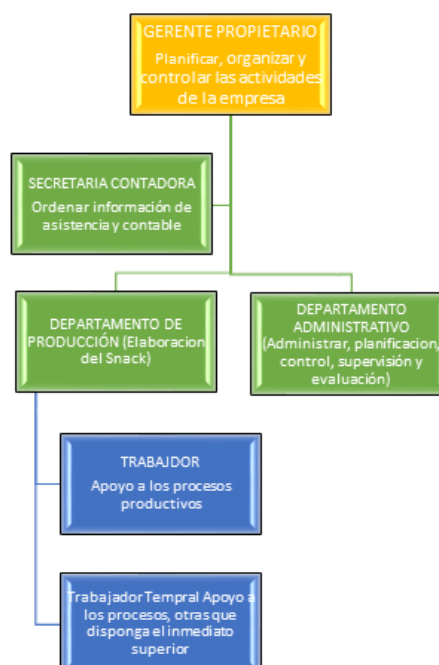 GERENTE PROPIETARIO
Planificar, organizar y
controlar las actividades
de la empresa
SECRETARIA CONTADORA
Ordenar información de
asistencia y contable
DEPARTAMENTO DE
PRODUCCIÓN (Elaboracion
del Snack)
DEPARTAMENTO
ADMINISTRATIVO
(Administrar, planificacion,
control, supervisión y
evaluación)
TRABAJDOR
Apoyo a los procesos
productivos
Trabajador Tempral Apoyo a
los procesos, otras que
disponga el inmediato
superior